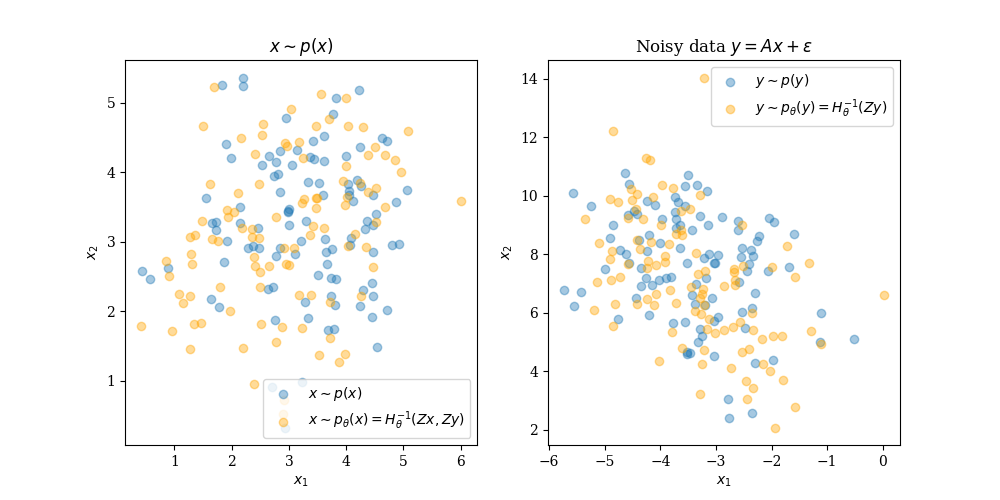 x ~ p(x)
5
4
3
2
1
x₂
1
2
3
4
5
6
x₁
x ~ p(x)
x ~ p_θ(x) = H_θ^{-1}(Zx, Zy)
Noisy data y = Ax + ε
14
12
10
8
6
4
2
x₂
−6
−5
−4
−3
−2
−1
0
x₁
y ~ p(y)
y ~ p_θ(y) = H_θ^{-1}(Zy)